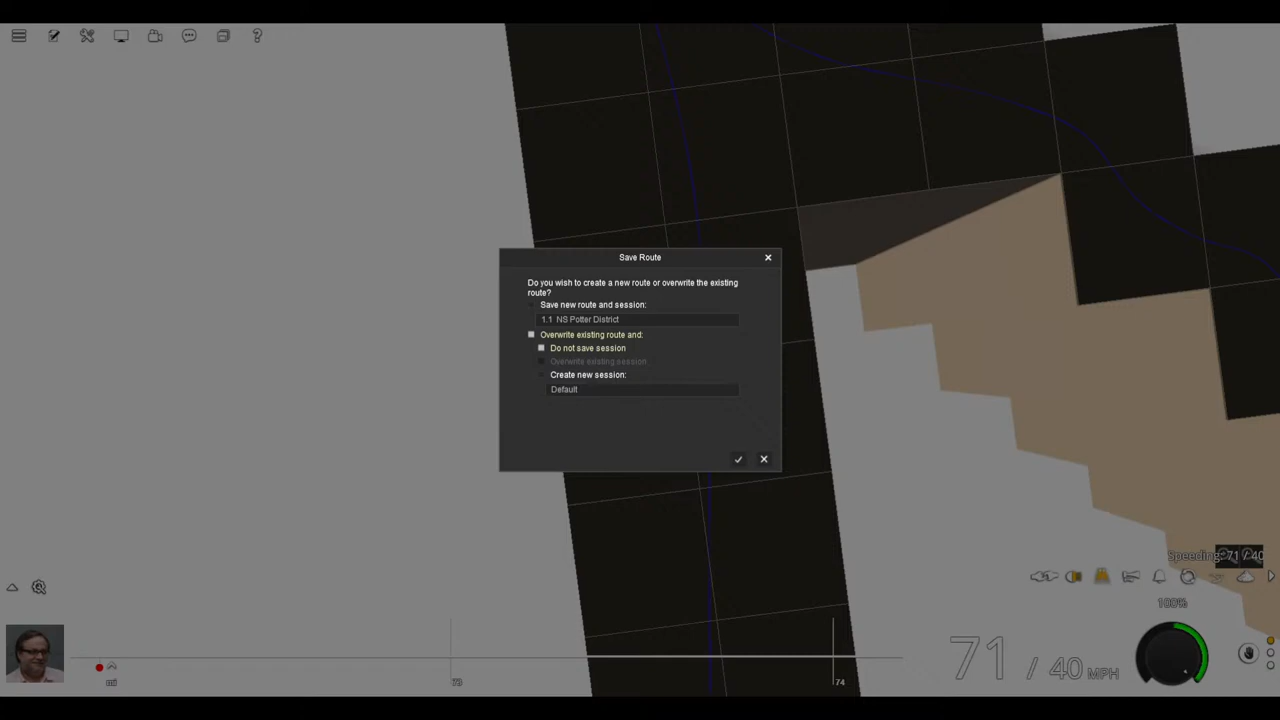 Save Route
Do you wish to create a new route or overwrite the existing
route?
Save new route and session:
1.1 NS Potter District
Overwrite existing route and:
Do not save session
Overwrite existing session
Create new session:
Default
Speeding: 71 / 40
100%
71 / 40 MPH
mi
73
74